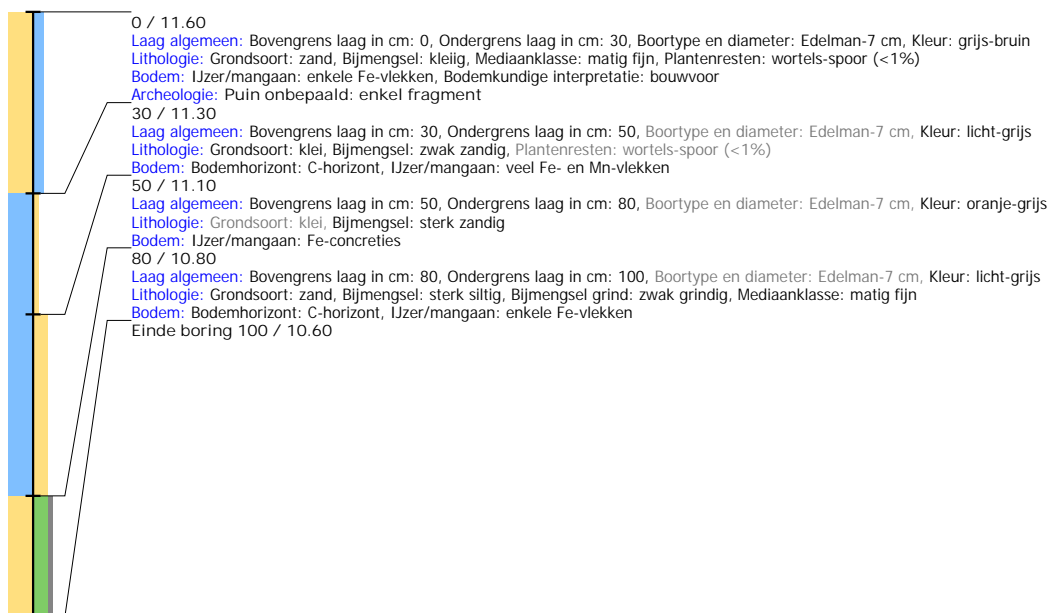 0 / 11.60
Laag algemeen: Bovengrens laag in cm: 0, Ondergrens laag in cm: 30, Boortype en diameter: Edelman-7 cm, Kleur: grijs-bruin
Lithologie: Grondsoort: zand, Bijmengsel: kleiig, Mediaanklasse: matig fijn, Plantenresten: wortels-spoor (<1%)
Bodem: IJzer/mangaan: enkele Fe-vlekken, Bodemkundige interpretatie: bouwvoor
Archeologie: Puin onbepaald: enkel fragment
30 / 11.30
Laag algemeen: Bovengrens laag in cm: 30, Ondergrens laag in cm: 50, Boortype en diameter: Edelman-7 cm, Kleur: licht-grijs
Lithologie: Grondsoort: klei, Bijmengsel: zwak zandig, Plantenresten: wortels-spoor (<1%)
Bodem: Bodemhorizont: C-horizont, IJzer/mangaan: veel Fe- en Mn-vlekken
50 / 11.10
Laag algemeen: Bovengrens laag in cm: 50, Ondergrens laag in cm: 80, Boortype en diameter: Edelman-7 cm, Kleur: oranje-grijs
Lithologie: Grondsoort: klei, Bijmengsel: sterk zandig
Bodem: IJzer/mangaan: Fe-concreties
80 / 10.80
Laag algemeen: Bovengrens laag in cm: 80, Ondergrens laag in cm: 100, Boortype en diameter: Edelman-7 cm, Kleur: licht-grijs
Lithologie: Grondsoort: zand, Bijmengsel: sterk siltig, Bijmengsel grind: zwak grindig, Mediaanklasse: matig fijn
Bodem: Bodemhorizont: C-horizont, IJzer/mangaan: enkele Fe-vlekken
Einde boring 100 / 10.60